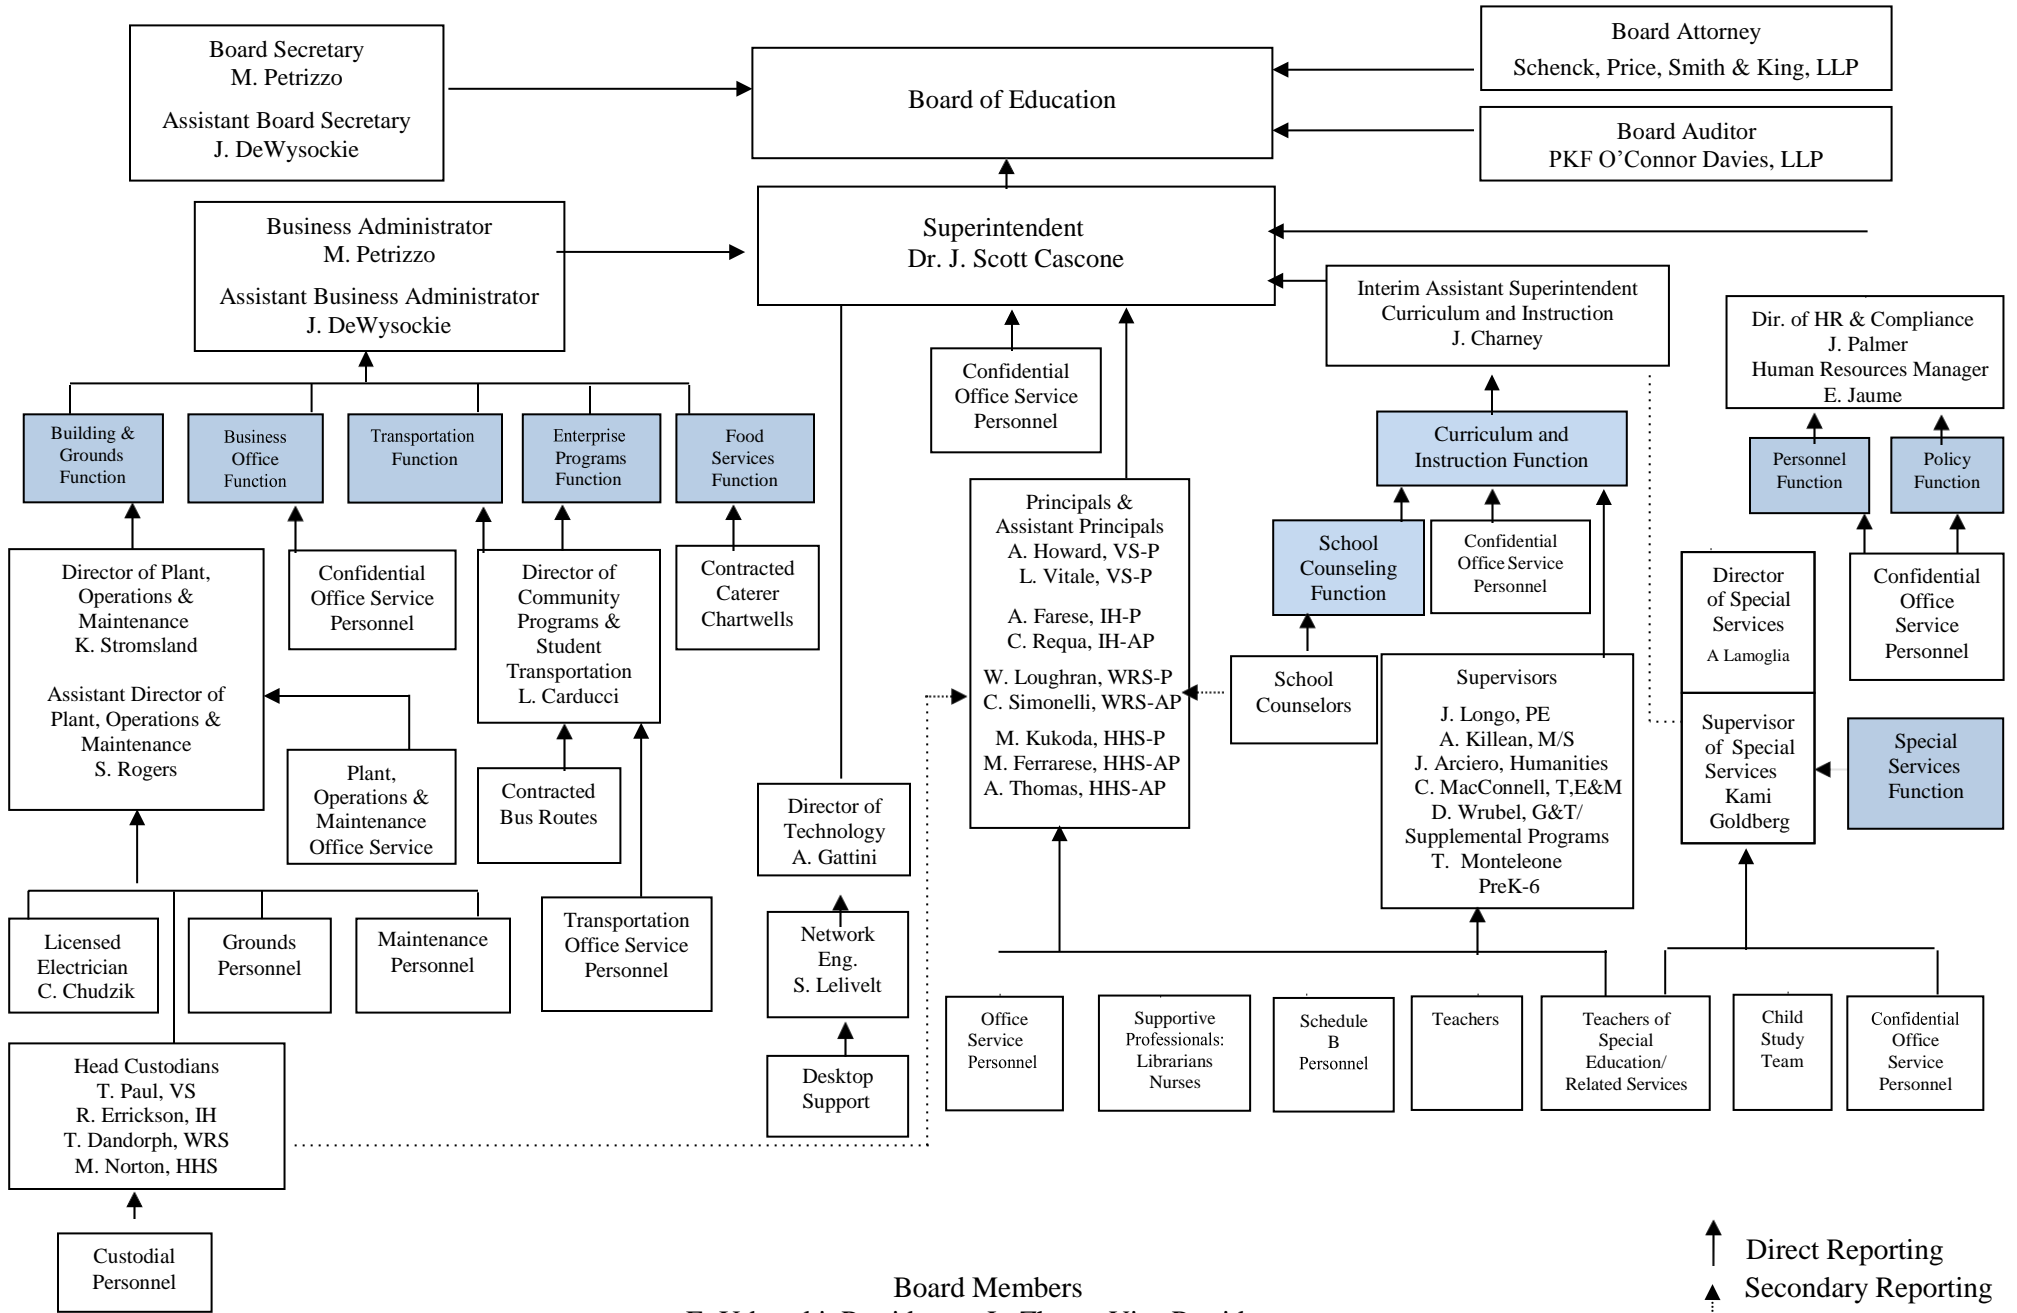 Board Secretary
M. Petrizzo
Assistant Board Secretary
J. DeWysockie
Board of Education
Board Attorney
Schenck, Price, Smith & King, LLP
Board Auditor
PKF O’Connor Davies, LLP
Business Administrator
M. Petrizzo
Assistant Business Administrator
J. DeWysockie
Superintendent
Dr. J. Scott Cascone
Interim Assistant Superintendent
Curriculum and Instruction
J. Charney
Dir. of HR & Compliance
J. Palmer
Human Resources Manager
E. Jaume
Confidential
Office Service
Personnel
Building &
Grounds
Function
Business
Office
Function
Transportation
Function
Enterprise
Programs
Function
Food
Services
Function
Curriculum and
Instruction Function
Personnel
Function
Policy
Function
Director of Plant,
Operations &
Maintenance
K. Stromsland
Assistant Director of
Plant, Operations &
Maintenance
S. Rogers
Confidential
Office Service
Personnel
Director of
Community
Programs &
Student
Transportation
L. Carducci
Contracted
Caterer
Chartwells
Principals &
Assistant Principals
A. Howard, VS-P
L. Vitale, VS-P
A. Farese, IH-P
C. Requa, IH-AP
W. Loughran, WRS-P
C. Simonelli, WRS-AP
M. Kukoda, HHS-P
M. Ferrarese, HHS-AP
A. Thomas, HHS-AP
School
Counseling
Function
Confidential
Office Service
Personnel
Director
of Special
Services
A Lamoglia
Confidential
Office
Service
Personnel
School
Counselors
Supervisors
J. Longo, PE
A. Killean, M/S
J. Arciero, Humanities
C. MacConnell, T,E&M
D. Wrubel, G&T/
Supplemental Programs
T. Monteleone
PreK-6
Supervisor
of Special
Services
Kami
Goldberg
Special
Services
Function
Plant,
Operations &
Maintenance
Office Service
Contracted
Bus Routes
Director of
Technology
A. Gattini
Licensed
Electrician
C. Chudzik
Grounds
Personnel
Maintenance
Personnel
Transportation
Office Service
Personnel
Network
Eng.
S. Lelivelt
Office
Service
Personnel
Supportive
Professionals:
Librarians
Nurses
Schedule
B
Personnel
Teachers
Teachers of
Special
Education/
Related Services
Child
Study
Team
Confidential
Office
Service
Personnel
Head Custodians
T. Paul, VS
R. Errickson, IH
T. Dandorph, WRS
M. Norton, HHS
Desktop
Support
Custodial
Personnel
Direct Reporting
Secondary Reporting
Board Members